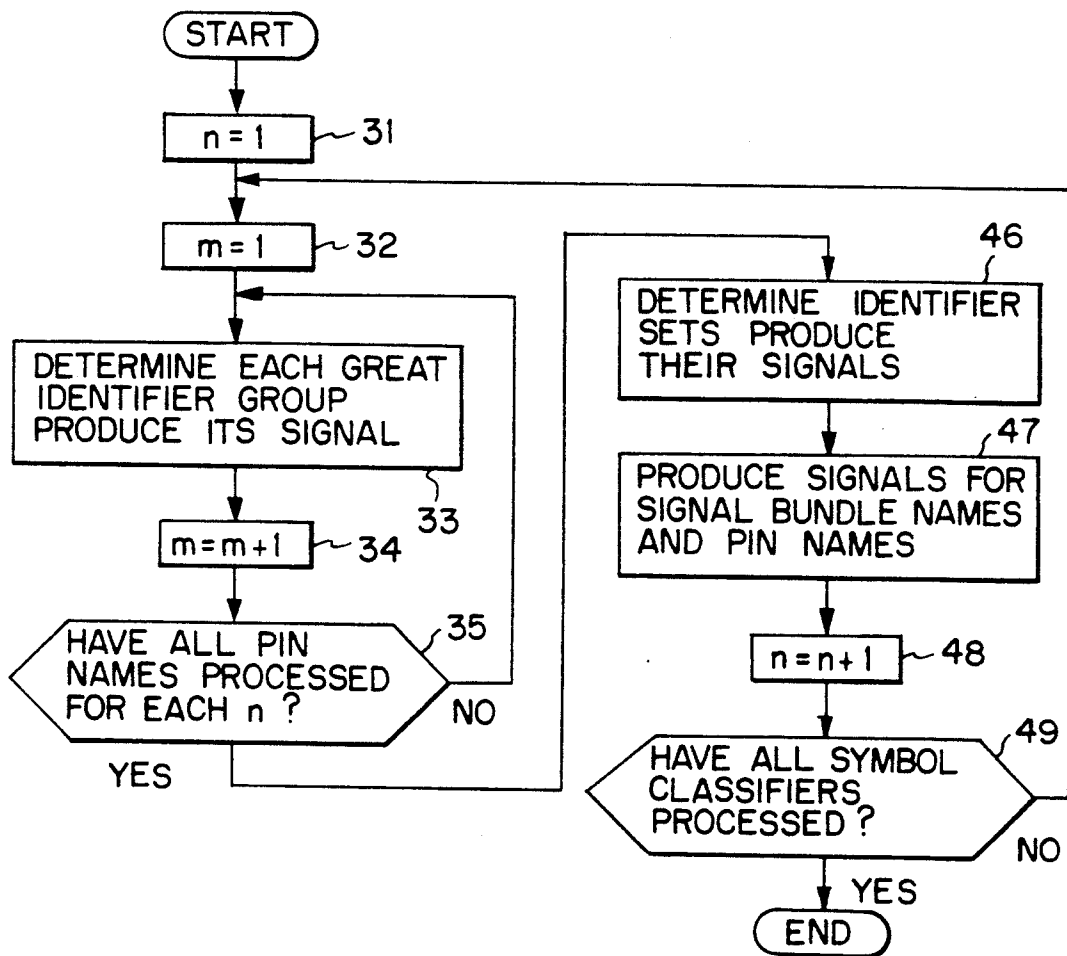 START
n = 1
31
m = 1
32
DETERMINE EACH GREAT
IDENTIFIER GROUP
PRODUCE ITS SIGNAL
33
m = m + 1
34
HAVE ALL PIN
NAMES PROCESSED
FOR EACH n ?
35
NO
YES
46
DETERMINE IDENTIFIER
SETS PRODUCE
THEIR SIGNALS
47
PRODUCE SIGNALS FOR
SIGNAL BUNDLE NAMES
AND PIN NAMES
n = n + 1
48
HAVE ALL SYMBOL
CLASSIFIERS
PROCESSED ?
49
NO
YES
END